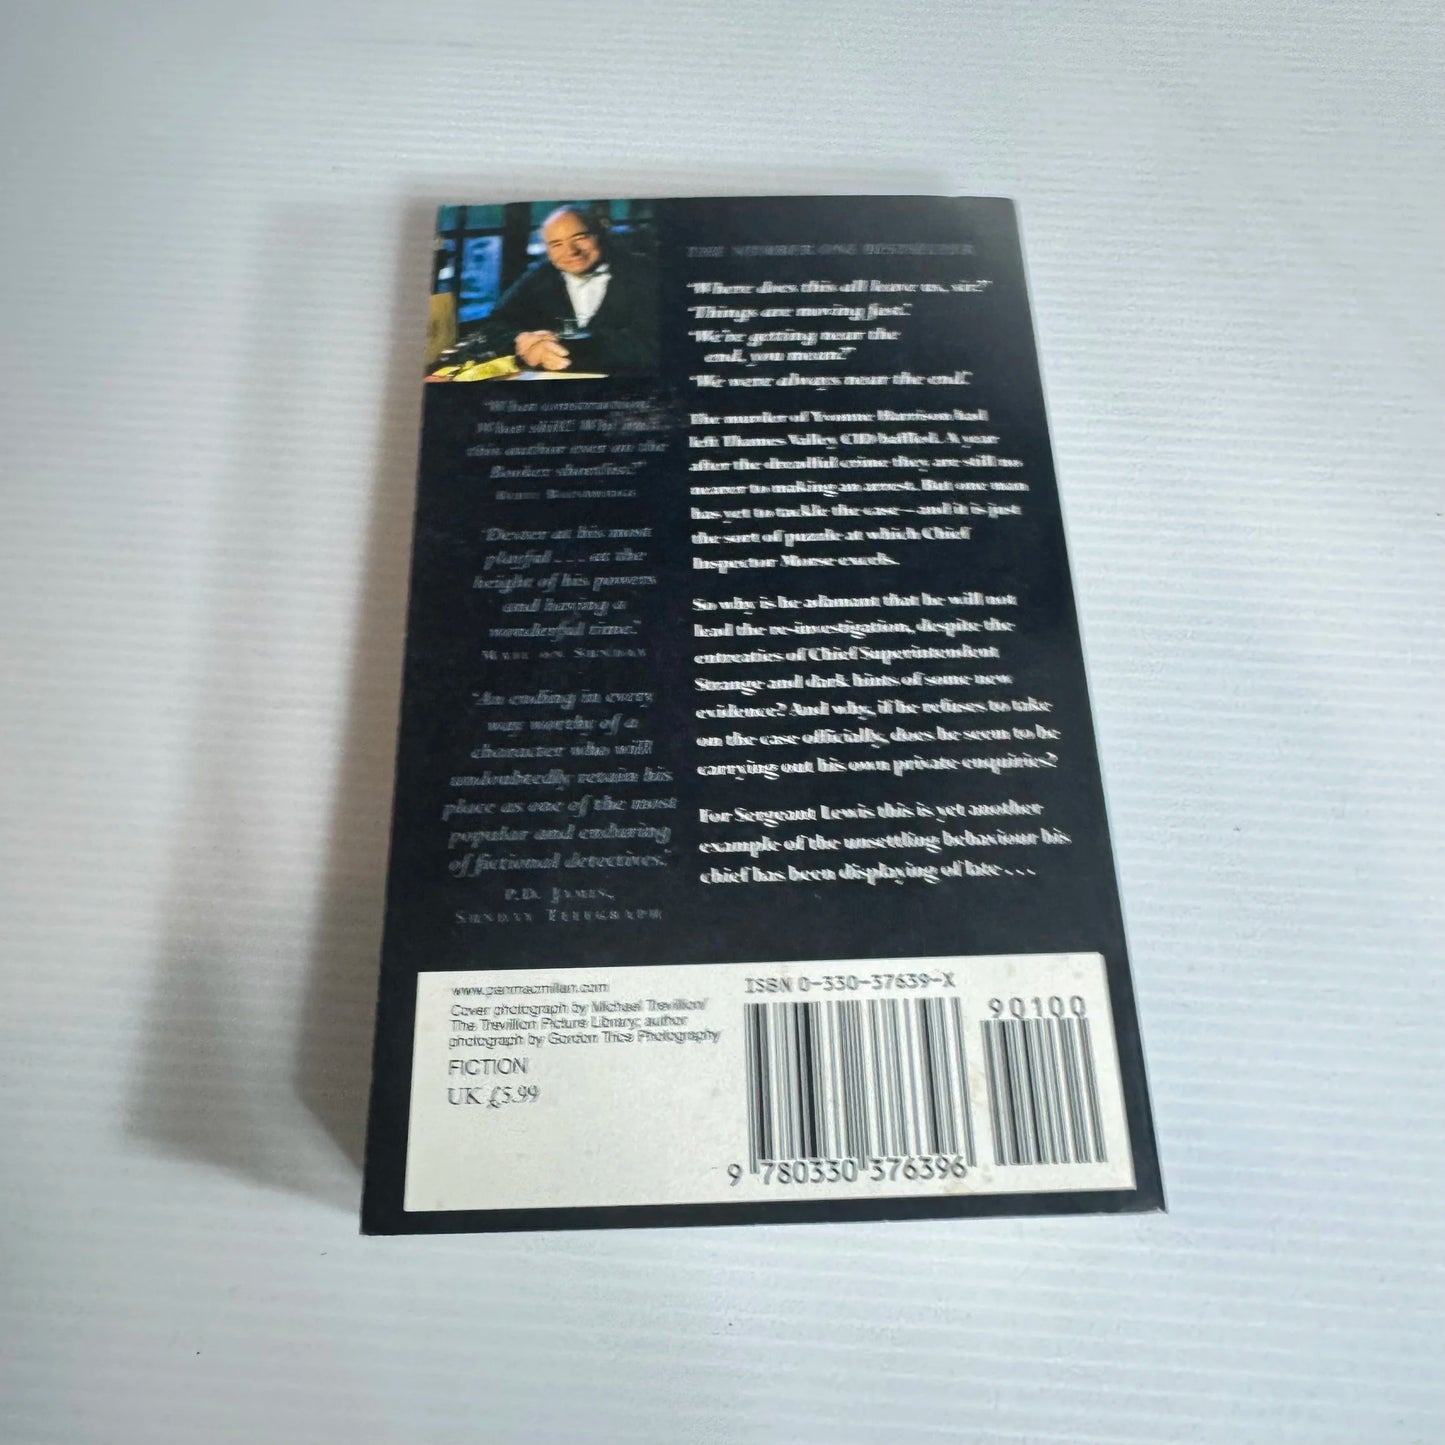 THE NUMBER ONE BESTSELLER
'Where does this all leave us, sir?'
'Things are moving fast.'
'We're getting near the
end, you mean?'
'We were always near the end.'
The murder of Yvonne Harrison had
left Thames Valley CID baffled. A year
after the dreadful crime they are still no
nearer to making an arrest. But one man
has yet to tackle the case – and it is just
the sort of puzzle at which Chief
Inspector Morse excels.
So why is he adamant that he will not
lead the re-investigation, despite the
entreaties of Chief Superintendent
Strange and dark hints of some new
evidence? And why, if he refuses to take
on the case officially, does he seem to be
carrying out his own private enquiries?
For Sergeant Lewis this is yet another
example of the unsettling behaviour his
chief has been displaying of late . . .
'What construction!
What skill! Why isn't
this author ever on the
Booker shortlist?'
BERYL BAINBRIDGE
'Dexter at his most
playful . . . at the
height of his powers
and having a
wonderful time.'
MAIL ON SUNDAY
'An ending in every
way worthy of a
character who will
undoubtedly retain his
place as one of the most
popular and enduring
of fictional detectives.'
P.D. JAMES,
SUNDAY TELEGRAPH
www.panmacmillan.com
Cover photograph by Michael Trevillion/
The Trevillion Picture Library; author
photograph by Gordon Trice Photography
FICTION
UK £5.99
ISBN 0-330-37639-X
90100
9 780330 376396